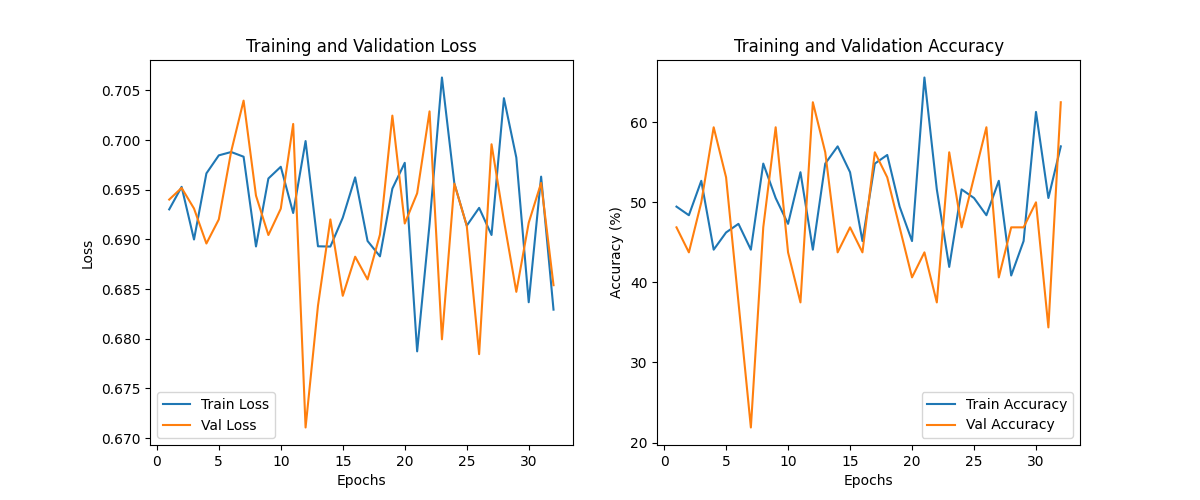 Training and Validation Loss
0.705
0.700
0.695
0.690
0.685
0.680
0.675
0.670
Loss
Train Loss
Val Loss
0 5 10 15 20 25 30
Epochs
Training and Validation Accuracy
60
50
40
30
20
Accuracy (%)
Train Accuracy
Val Accuracy
0 5 10 15 20 25 30
Epochs